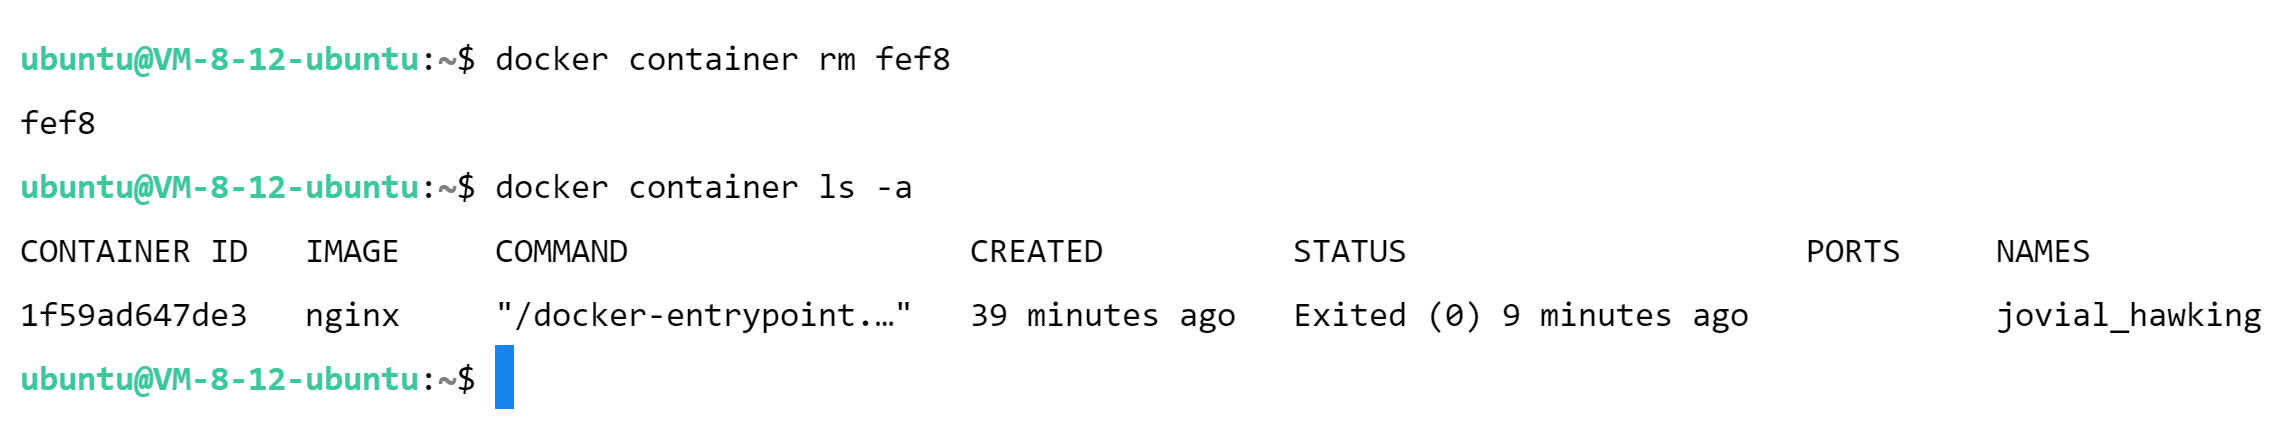 ubuntu@VM-8-12-ubuntu:~$ docker container rm fef8
fef8
ubuntu@VM-8-12-ubuntu:~$ docker container ls -a
CONTAINER ID   IMAGE     COMMAND                  CREATED          STATUS                     PORTS     NAMES
1f59ad647de3   nginx     "/docker-entrypoint.…"   39 minutes ago   Exited (0) 9 minutes ago             jovial_hawking
ubuntu@VM-8-12-ubuntu:~$